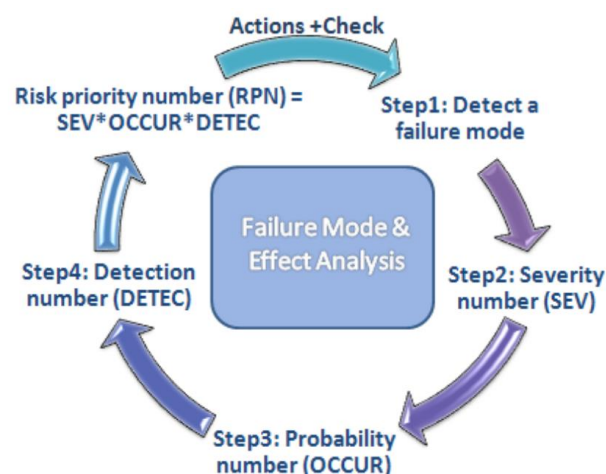 Actions +Check
Step1: Detect a
failure mode
Step2: Severity
number (SEV)
Step3: Probability
number (OCCUR)
Step4: Detection
number (DETEC)
Risk priority number (RPN) =
SEV*OCCUR*DETEC
Failure Mode &
Effect Analysis